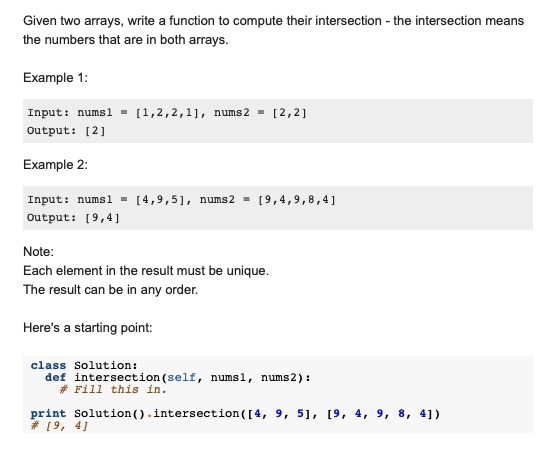 Given two arrays, write a function to compute their intersection - the intersection means
the numbers that are in both arrays.
Example 1:
Input: nums1 = [1,2,2,1], nums2 = [2,2]
Output: [2]
Example 2:
Input: nums1 = [4,9,5], nums2 = [9,4,9,8,4]
Output: [9,4]
Note:
Each element in the result must be unique.
The result can be in any order.
Here's a starting point:
class Solution:
  def intersection(self, nums1, nums2):
    # Fill this in.
print Solution().intersection([4, 9, 5], [9, 4, 9, 8, 4])
# [9, 4]